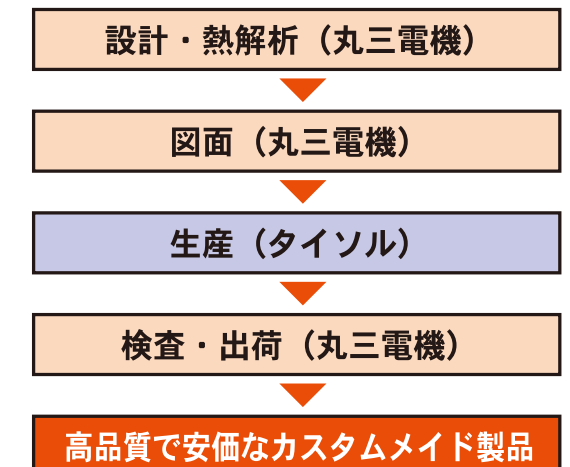 設計・熱解析（丸三電機）
図面（丸三電機）
生産（タイソル）
検査・出荷（丸三電機）
高品質で安価なカスタムメイド製品